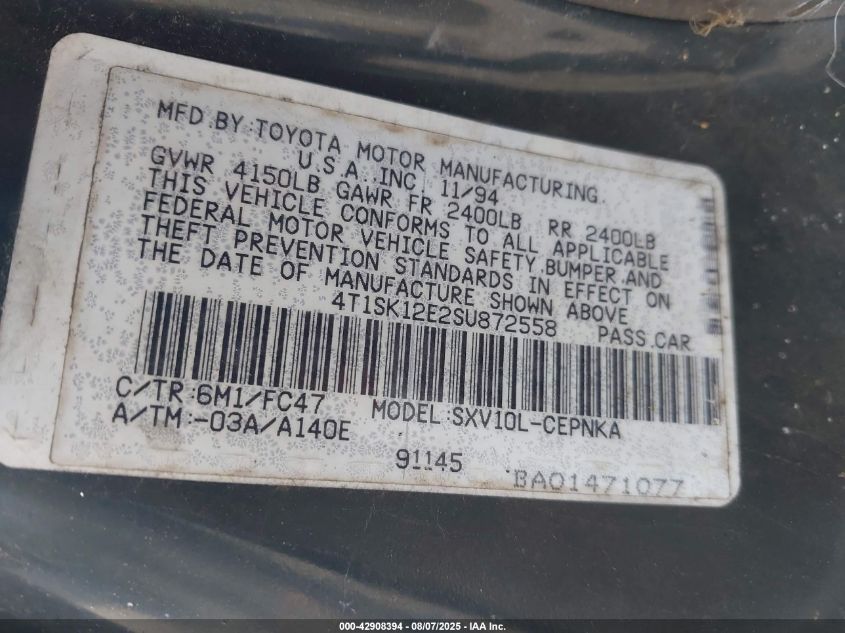 MFD.BY TOYOTA MOTOR MANUFACTURING.
U.S.A.,INC, 11/94
GVWR 4150LB GAWR FR 2400LB RR 2400LB
THIS VEHICLE CONFORMS TO ALL APPLICABLE
FEDERAL MOTOR VEHICLE SAFETY,BUMPER,AND
THEFT PREVENTION STANDARDS IN EFFECT ON
THE DATE OF MANUFACTURE SHOWN ABOVE
4T1SK12E2SU872558 PASS.CAR
C/TR:6M1/FC47 MODEL SXV10L-CEPNKA
A/TM:-03A/A140E
91145
BA01471077
000-42908394 - 08/07/2025 - IAA Inc.